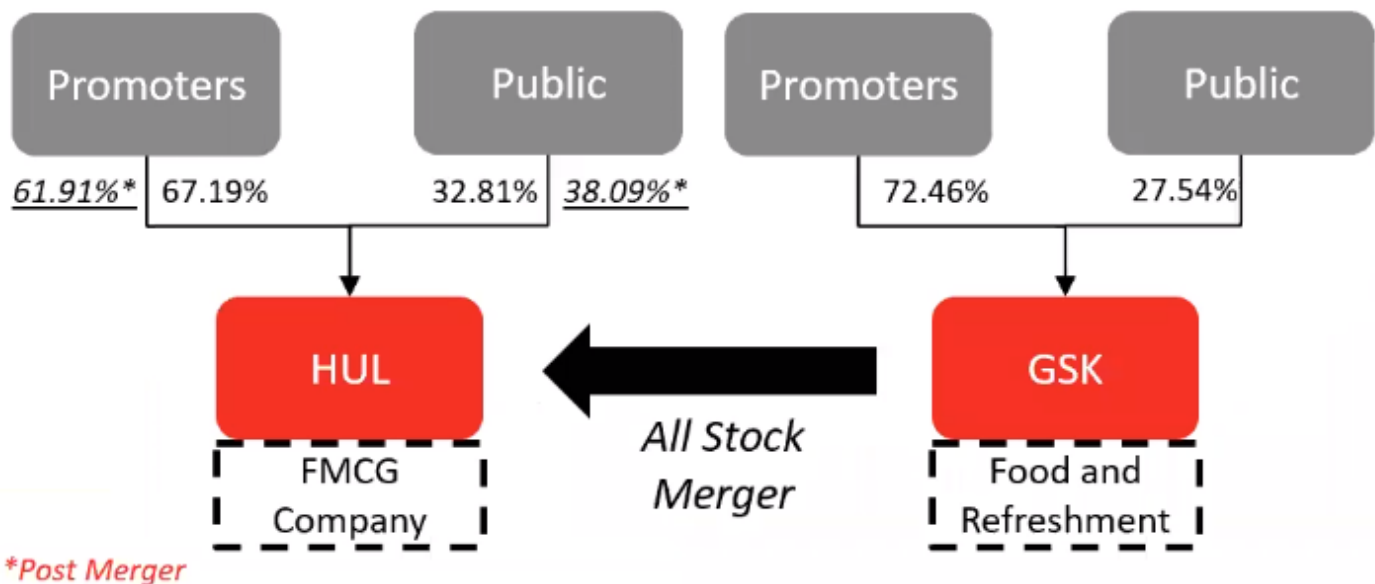 Promoters
Public
Promoters
Public
61.91%*
67.19%
32.81%
38.09%*
72.46%
27.54%
HUL
GSK
All Stock
Merger
FMCG
Company
Food and
Refreshment
*Post Merger